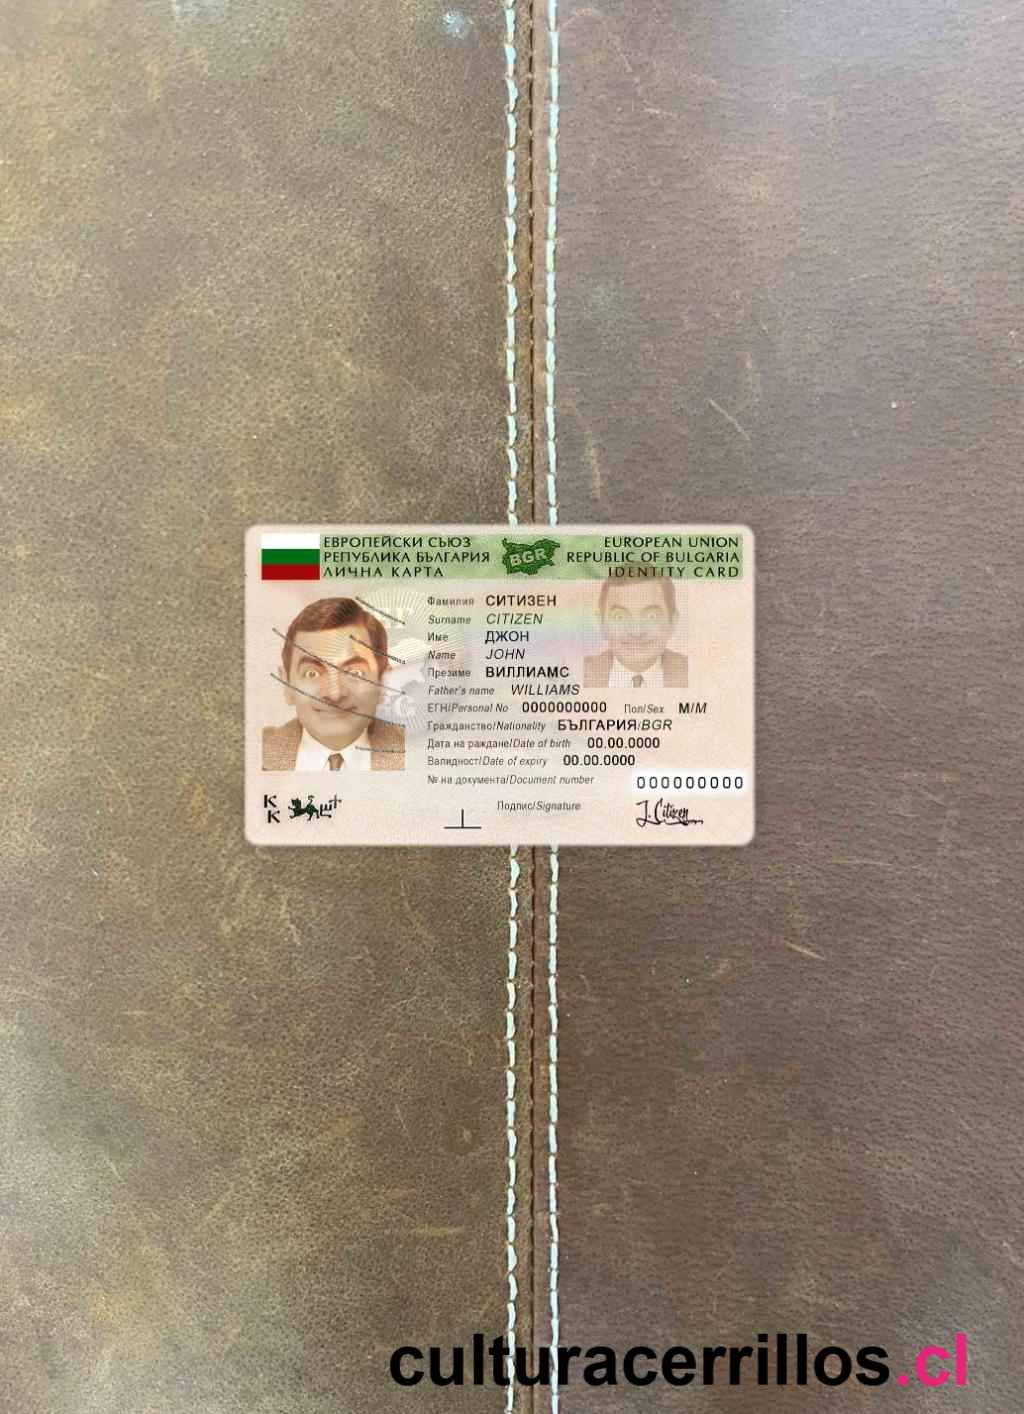 ЕВРОПЕЙСКИ СЪЮЗ
РЕПУБЛИКА БЪЛГАРИЯ
ЛИЧНА КАРТА
BGR
EUROPEAN UNION
REPUBLIC OF BULGARIA
IDENTITY CARD
Фамилия СИТИЗЕН
Surname CITIZEN
Име ДЖОН
Name JOHN
Презиме ВИЛЛИАМС
Father's name WILLIAMS
ЕГН/Personal No 0000000000 Пол/Sex М/M
Гражданство/Nationality БЪЛГАРИЯ/BGR
Дата на раждане/Date of birth 00.00.0000
Валидност/Date of expiry 00.00.0000
№ на документа/Document number 000000000
Подпис/Signature J.Citizen
K
K
culturacerrillos.cl